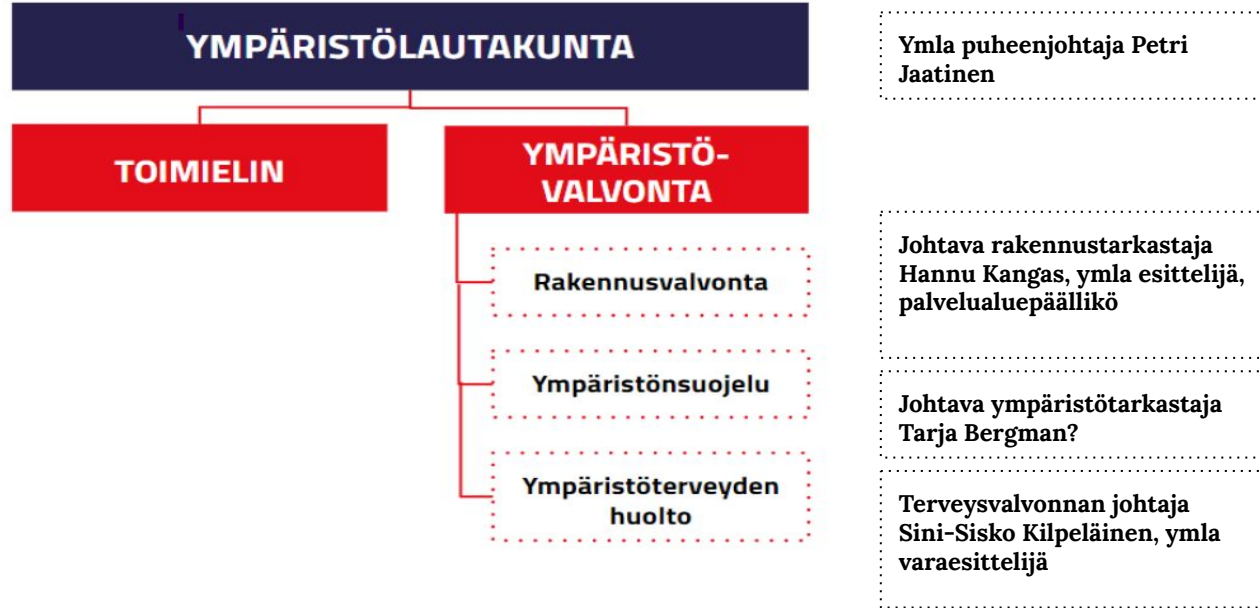 YMPÄRISTÖLAUTAKUNTA
Ymla puheenjohtaja Petri
Jaatinen
TOIMIELIN
YMPÄRISTÖ-
VALVONTA
Rakennusvalvonta
Johtava rakennustarkastaja
Hannu Kangas, ymla esittelijä,
palvelualuepäällikö
Ympäristönsuojelu
Johtava ympäristötarkastaja
Tarja Bergman?
Ympäristöterveyden
huolto
Terveysvalvonnan johtaja
Sini-Sisko Kilpeläinen, ymla
varaesittelijä